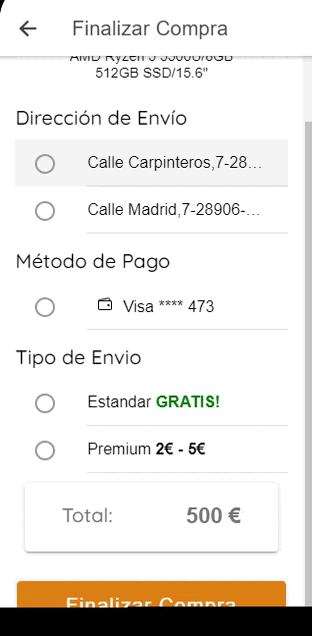 Finalizar Compra
AMD Ryzen 5 5500U/8GB
512GB SSD/15.6"
Dirección de Envío
Calle Carpinteros,7-28...
Calle Madrid,7-28906-...
Método de Pago
Visa **** 473
Tipo de Envio
Estandar GRATIS!
Premium 2€ - 5€
Total: 500 €
Finalizar Compra